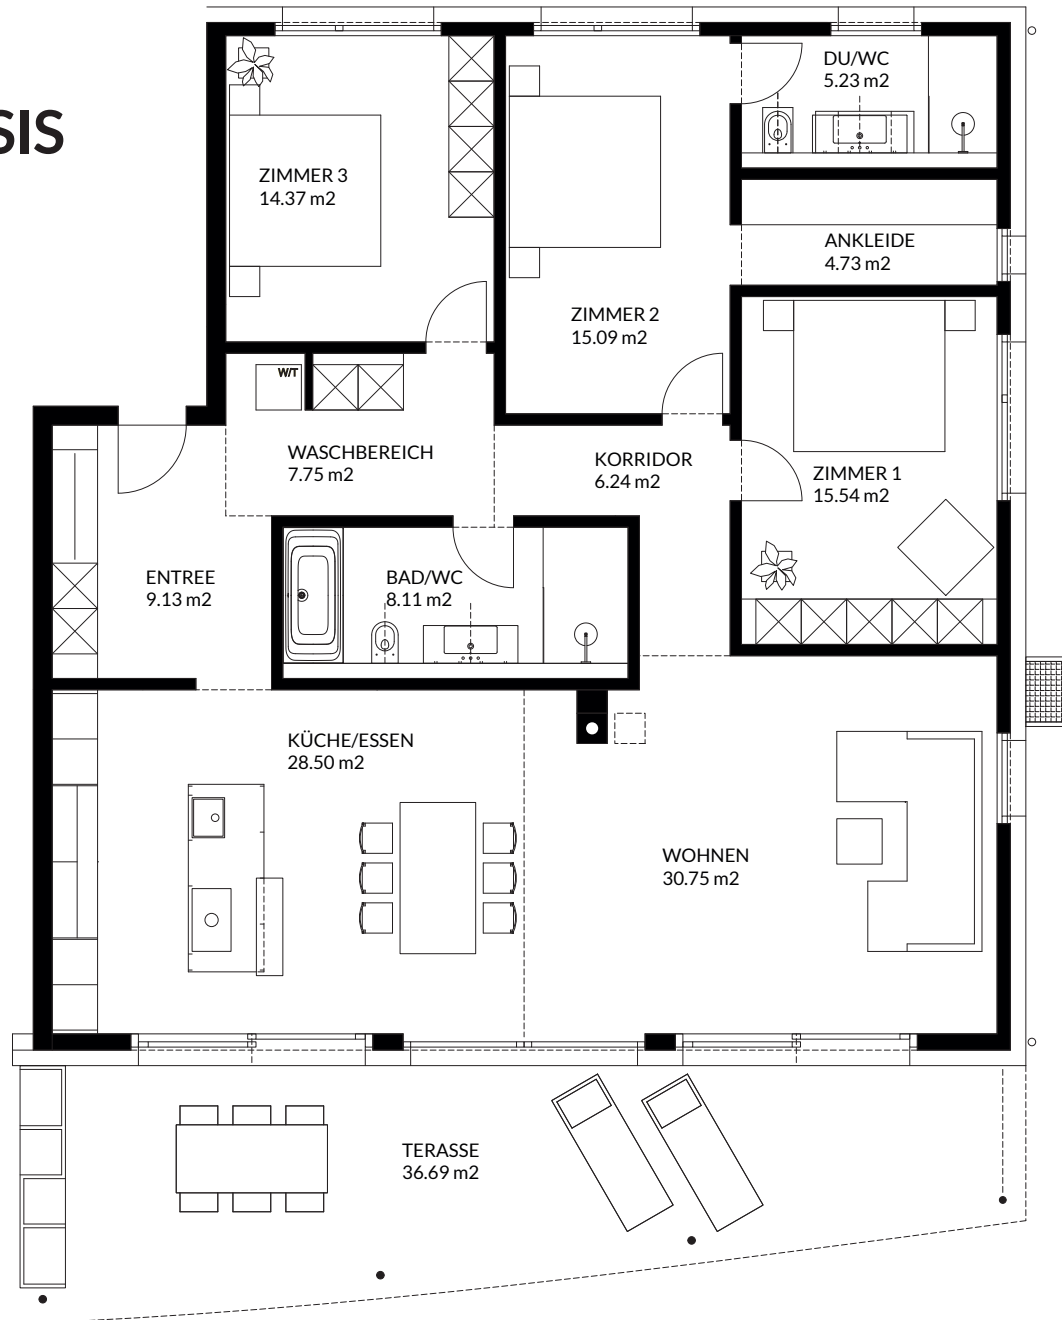 SIS
DU/WC
5.23 m2
ZIMMER 3
14.37 m2
ANKLEIDE
4.73 m2
ZIMMER 2
15.09 m2
W/T
WASCHBEREICH
7.75 m2
KORRIDOR
6.24 m2
ZIMMER 1
15.54 m2
ENTREE
9.13 m2
BAD/WC
8.11 m2
KÜCHE/ESSEN
28.50 m2
WOHNEN
30.75 m2
TERASSE
36.69 m2